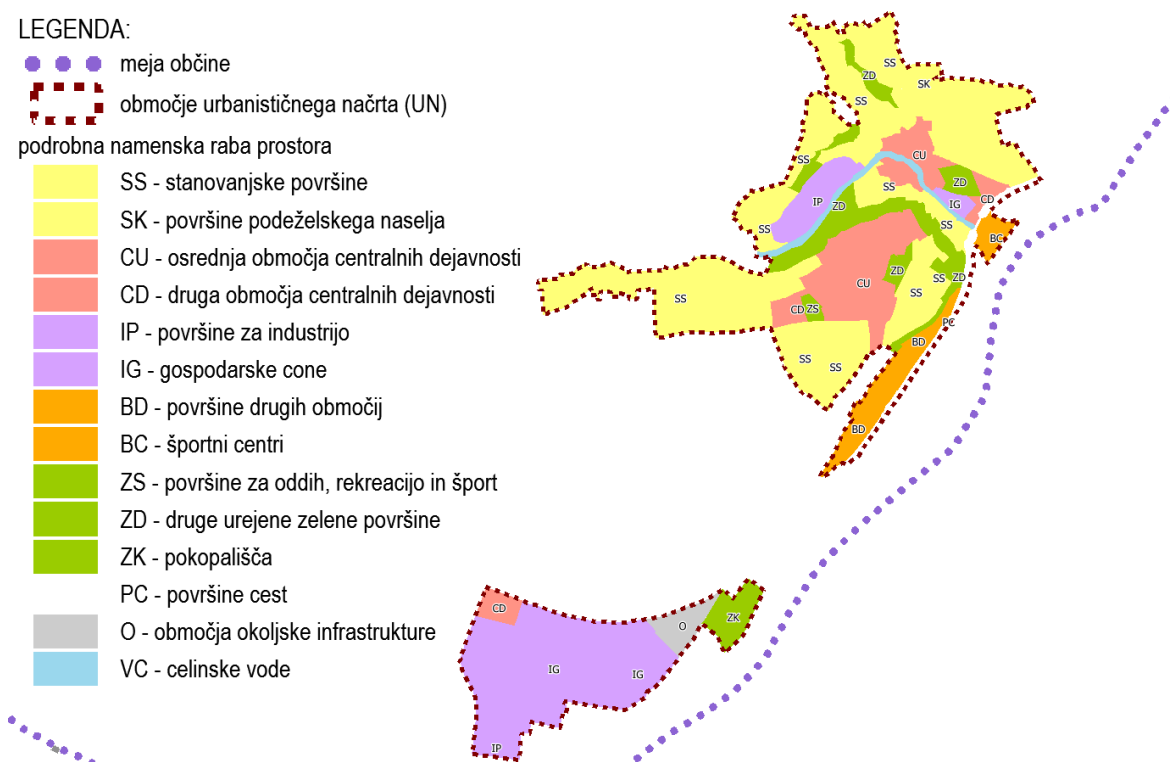 LEGENDA:
meja občine
območje urbanističnega načrta (UN)
podrobna namenska raba prostora
SS - stanovanjske površine
SK - površine podeželskega naselja
CU - osrednja območja centralnih dejavnosti
CD - druga območja centralnih dejavnosti
IP - površine za industrijo
IG - gospodarske cone
BD - površine drugih območij
BC - športni centri
ZS - površine za oddih, rekreacijo in šport
ZD - druge urejene zelene površine
ZK - pokopališča
PC - površine cest
O - območja okoljske infrastrukture
VC - celinske vode
SS
ZD
SK
SS
CU
SS
ZD
SS
CD
IP
ZD
IG
SS
SS
BC
ZD
SS
ZD
CU
SS
SS
CD
ZS
PC
BD
SS
SS
BD
CD
ZK
O
IG
IG
IP